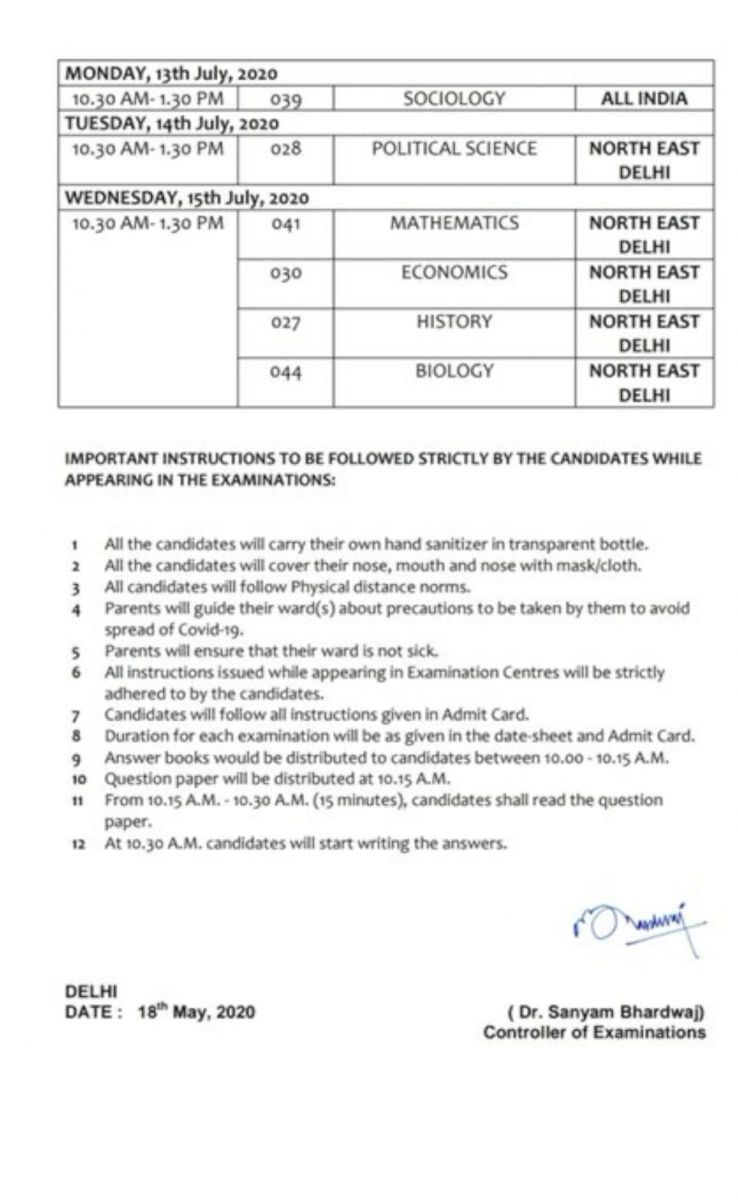 MONDAY, 13th July, 2020
10.30 AM- 1.30 PM 039 SOCIOLOGY ALL INDIA
TUESDAY, 14th July, 2020
10.30 AM- 1.30 PM 028 POLITICAL SCIENCE NORTH EAST
DELHI
WEDNESDAY, 15th July, 2020
10.30 AM- 1.30 PM 041 MATHEMATICS NORTH EAST
DELHI
030 ECONOMICS NORTH EAST
DELHI
027 HISTORY NORTH EAST
DELHI
044 BIOLOGY NORTH EAST
DELHI
IMPORTANT INSTRUCTIONS TO BE FOLLOWED STRICTLY BY THE CANDIDATES WHILE
APPEARING IN THE EXAMINATIONS:
1 All the candidates will carry their own hand sanitizer in transparent bottle.
2 All the candidates will cover their nose, mouth and nose with mask/cloth.
3 All candidates will follow Physical distance norms.
4 Parents will guide their ward(s) about precautions to be taken by them to avoid
spread of Covid-19.
5 Parents will ensure that their ward is not sick.
6 All instructions issued while appearing in Examination Centres will be strictly
adhered to by the candidates.
7 Candidates will follow all instructions given in Admit Card.
8 Duration for each examination will be as given in the date-sheet and Admit Card.
9 Answer books would be distributed to candidates between 10.00 - 10.15 A.M.
10 Question paper will be distributed at 10.15 A.M.
11 From 10.15 A.M. - 10.30 A.M. (15 minutes), candidates shall read the question
paper.
12 At 10.30 A.M. candidates will start writing the answers.
DELHI
DATE : 18th May, 2020
( Dr. Sanyam Bhardwaj)
Controller of Examinations